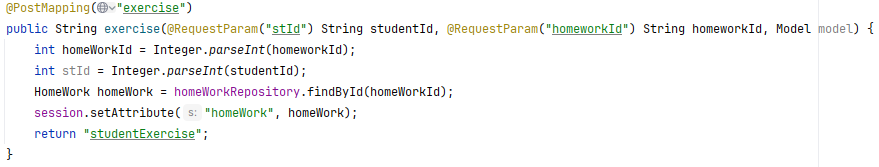 @PostMapping("exercise")
public String exercise(@RequestParam("stId") String studentId, @RequestParam("homeworkId") String homeworkId, Model model) {
    int homeWorkId = Integer.parseInt(homeworkId);
    int stId = Integer.parseInt(studentId);
    HomeWork homeWork = homeWorkRepository.findById(homeWorkId);
    session.setAttribute( s: "homeWork", homeWork);
    return "studentExercise";
}